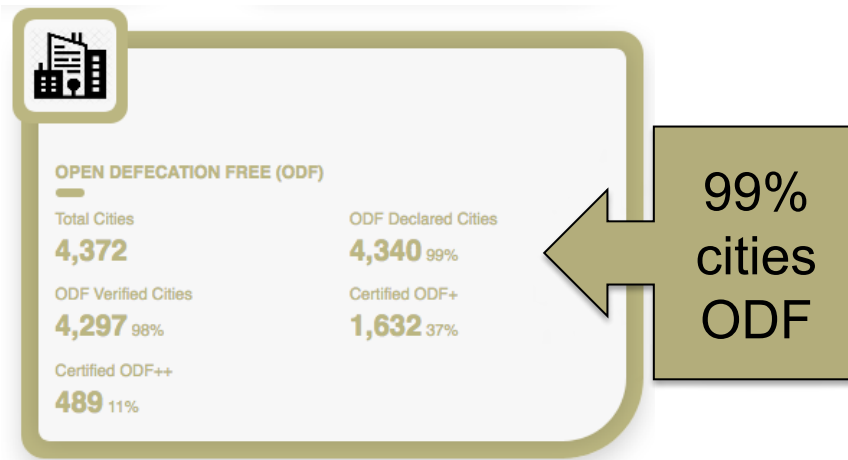 OPEN DEFECATION FREE (ODF)
Total Cities
4,372
ODF Declared Cities
4,340 99%
ODF Verified Cities
4,297 98%
Certified ODF+
1,632 37%
Certified ODF++
489 11%
99%
cities
ODF